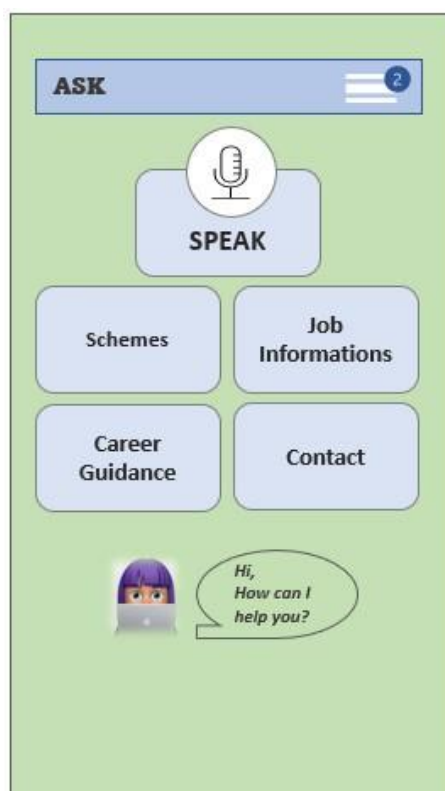 ASK
2
SPEAK
Schemes
Job
Informations
Career
Guidance
Contact
Hi,
How can I
help you?